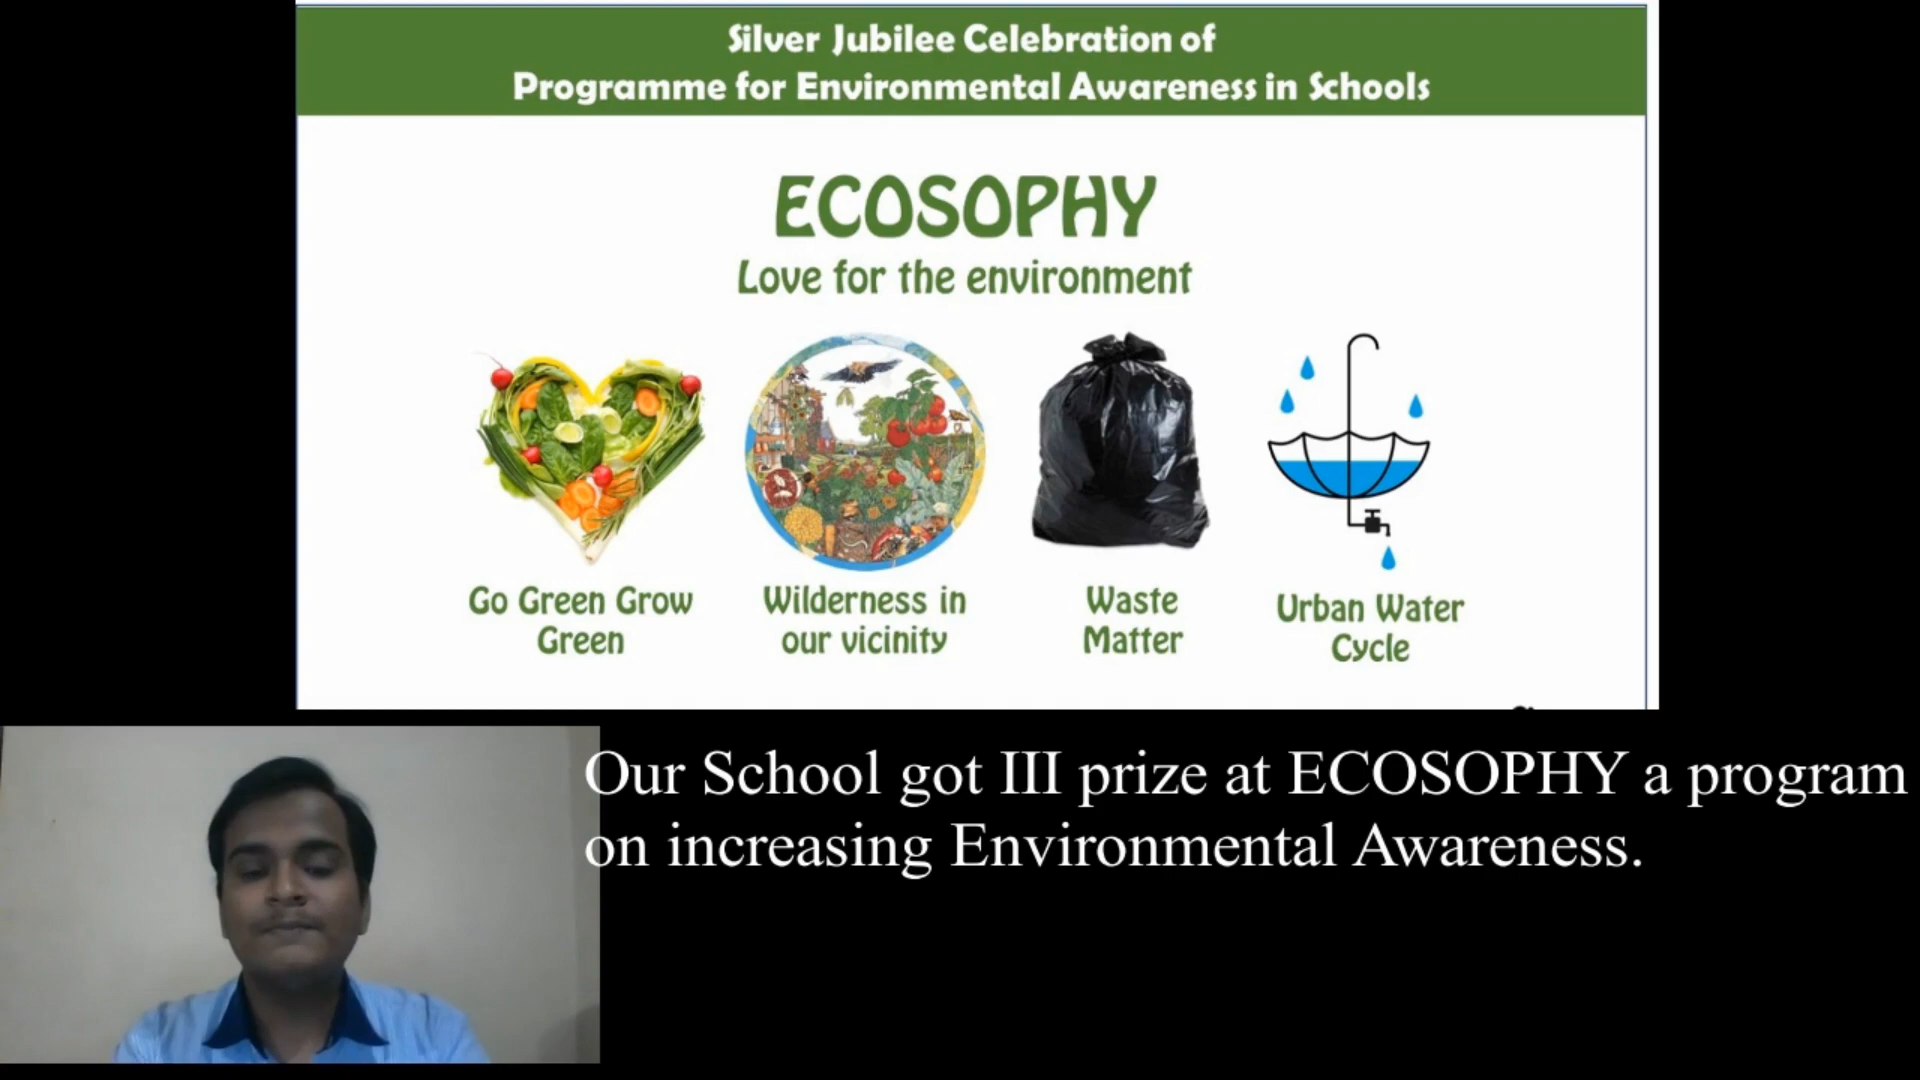 Silver Jubilee Celebration of
Programme for Environmental Awareness in Schools
ECOSOPHY
Love for the environment
Go Green Grow
Green
Wilderness in
our vicinity
Waste
Matter
Urban Water
Cycle
Our School got III prize at ECOSOPHY a program
on increasing Environmental Awareness.